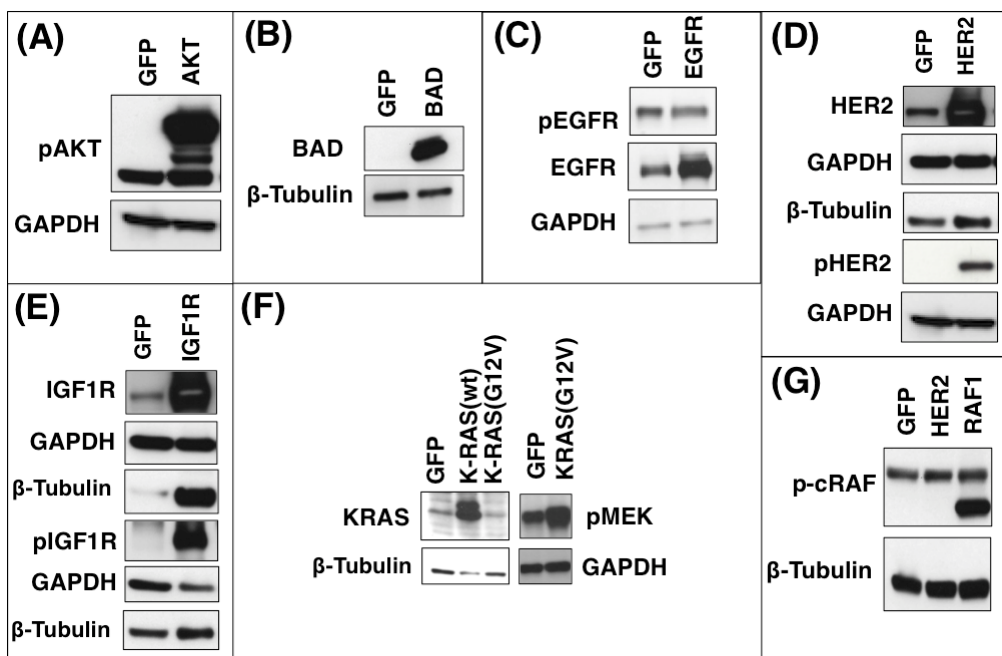 (A)
GFP
AKT
pAKT
GAPDH
(B)
GFP
BAD
BAD
β-Tubulin
(C)
GFP
EGFR
pEGFR
EGFR
GAPDH
(D)
GFP
HER2
HER2
GAPDH
β-Tubulin
pHER2
GAPDH
(E)
GFP
IGF1R
IGF1R
GAPDH
β-Tubulin
pIGF1R
GAPDH
β-Tubulin
(F)
GFP
K-RAS(wt)
K-RAS(G12V)
GFP
KRAS(G12V)
KRAS
pMEK
β-Tubulin
GAPDH
(G)
GFP
HER2
RAF1
p-cRAF
β-Tubulin